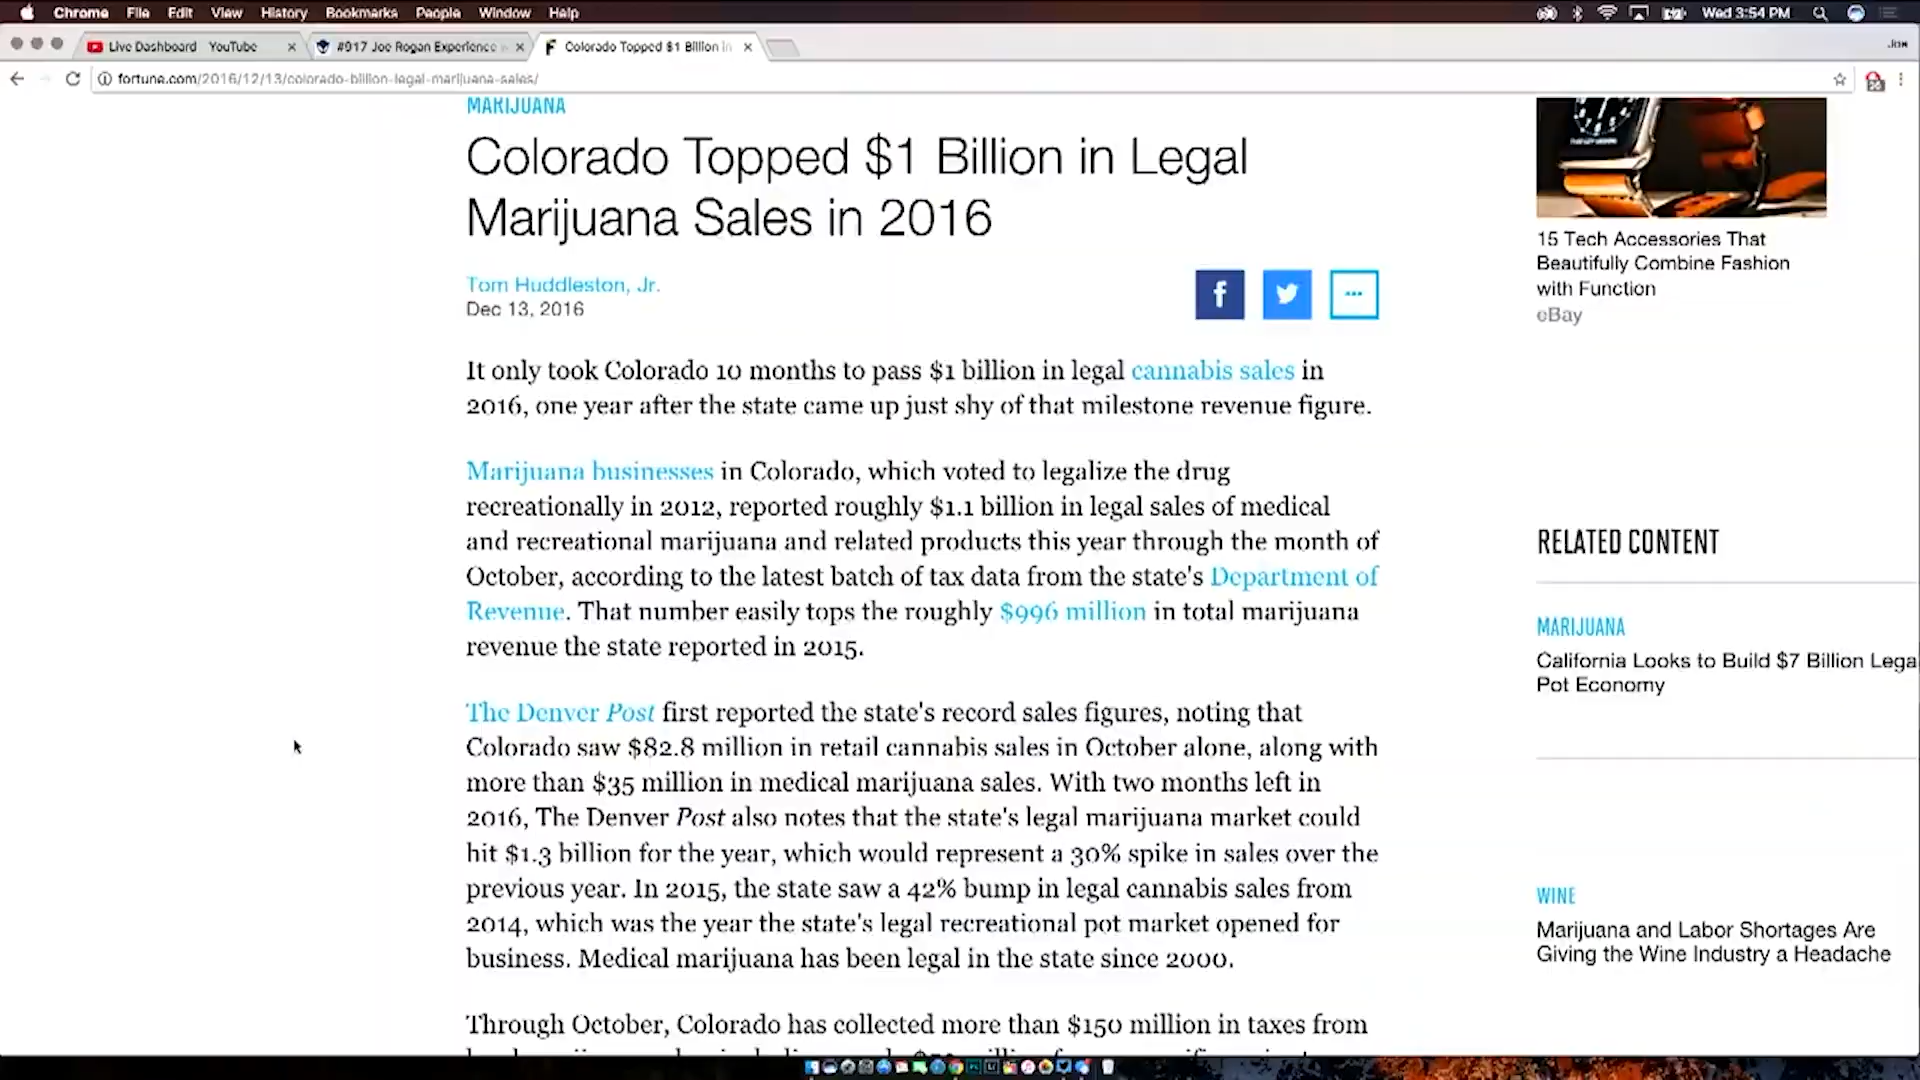 Chrome File Edit View History Bookmarks People Window Help Wed 3:54 PM
Live Dashboard YouTube #917 Joe Rogan Experience Colorado Topped $1 Billion in
fortune.com/2016/12/13/colorado-billion-legal-marijuana-sales/
MARIJUANA
Colorado Topped $1 Billion in Legal
Marijuana Sales in 2016
Tom Huddleston, Jr.
Dec 13, 2016
It only took Colorado 10 months to pass $1 billion in legal cannabis sales in
2016, one year after the state came up just shy of that milestone revenue figure.
Marijuana businesses in Colorado, which voted to legalize the drug
recreationally in 2012, reported roughly $1.1 billion in legal sales of medical
and recreational marijuana and related products this year through the month of
October, according to the latest batch of tax data from the state's Department of
Revenue. That number easily tops the roughly $996 million in total marijuana
revenue the state reported in 2015.
The Denver Post first reported the state's record sales figures, noting that
Colorado saw $82.8 million in retail cannabis sales in October alone, along with
more than $35 million in medical marijuana sales. With two months left in
2016, The Denver Post also notes that the state's legal marijuana market could
hit $1.3 billion for the year, which would represent a 30% spike in sales over the
previous year. In 2015, the state saw a 42% bump in legal cannabis sales from
2014, which was the year the state's legal recreational pot market opened for
business. Medical marijuana has been legal in the state since 2000.
Through October, Colorado has collected more than $150 million in taxes from
15 Tech Accessories That
Beautifully Combine Fashion
with Function
eBay
RELATED CONTENT
MARIJUANA
California Looks to Build $7 Billion Lega
Pot Economy
WINE
Marijuana and Labor Shortages Are
Giving the Wine Industry a Headache